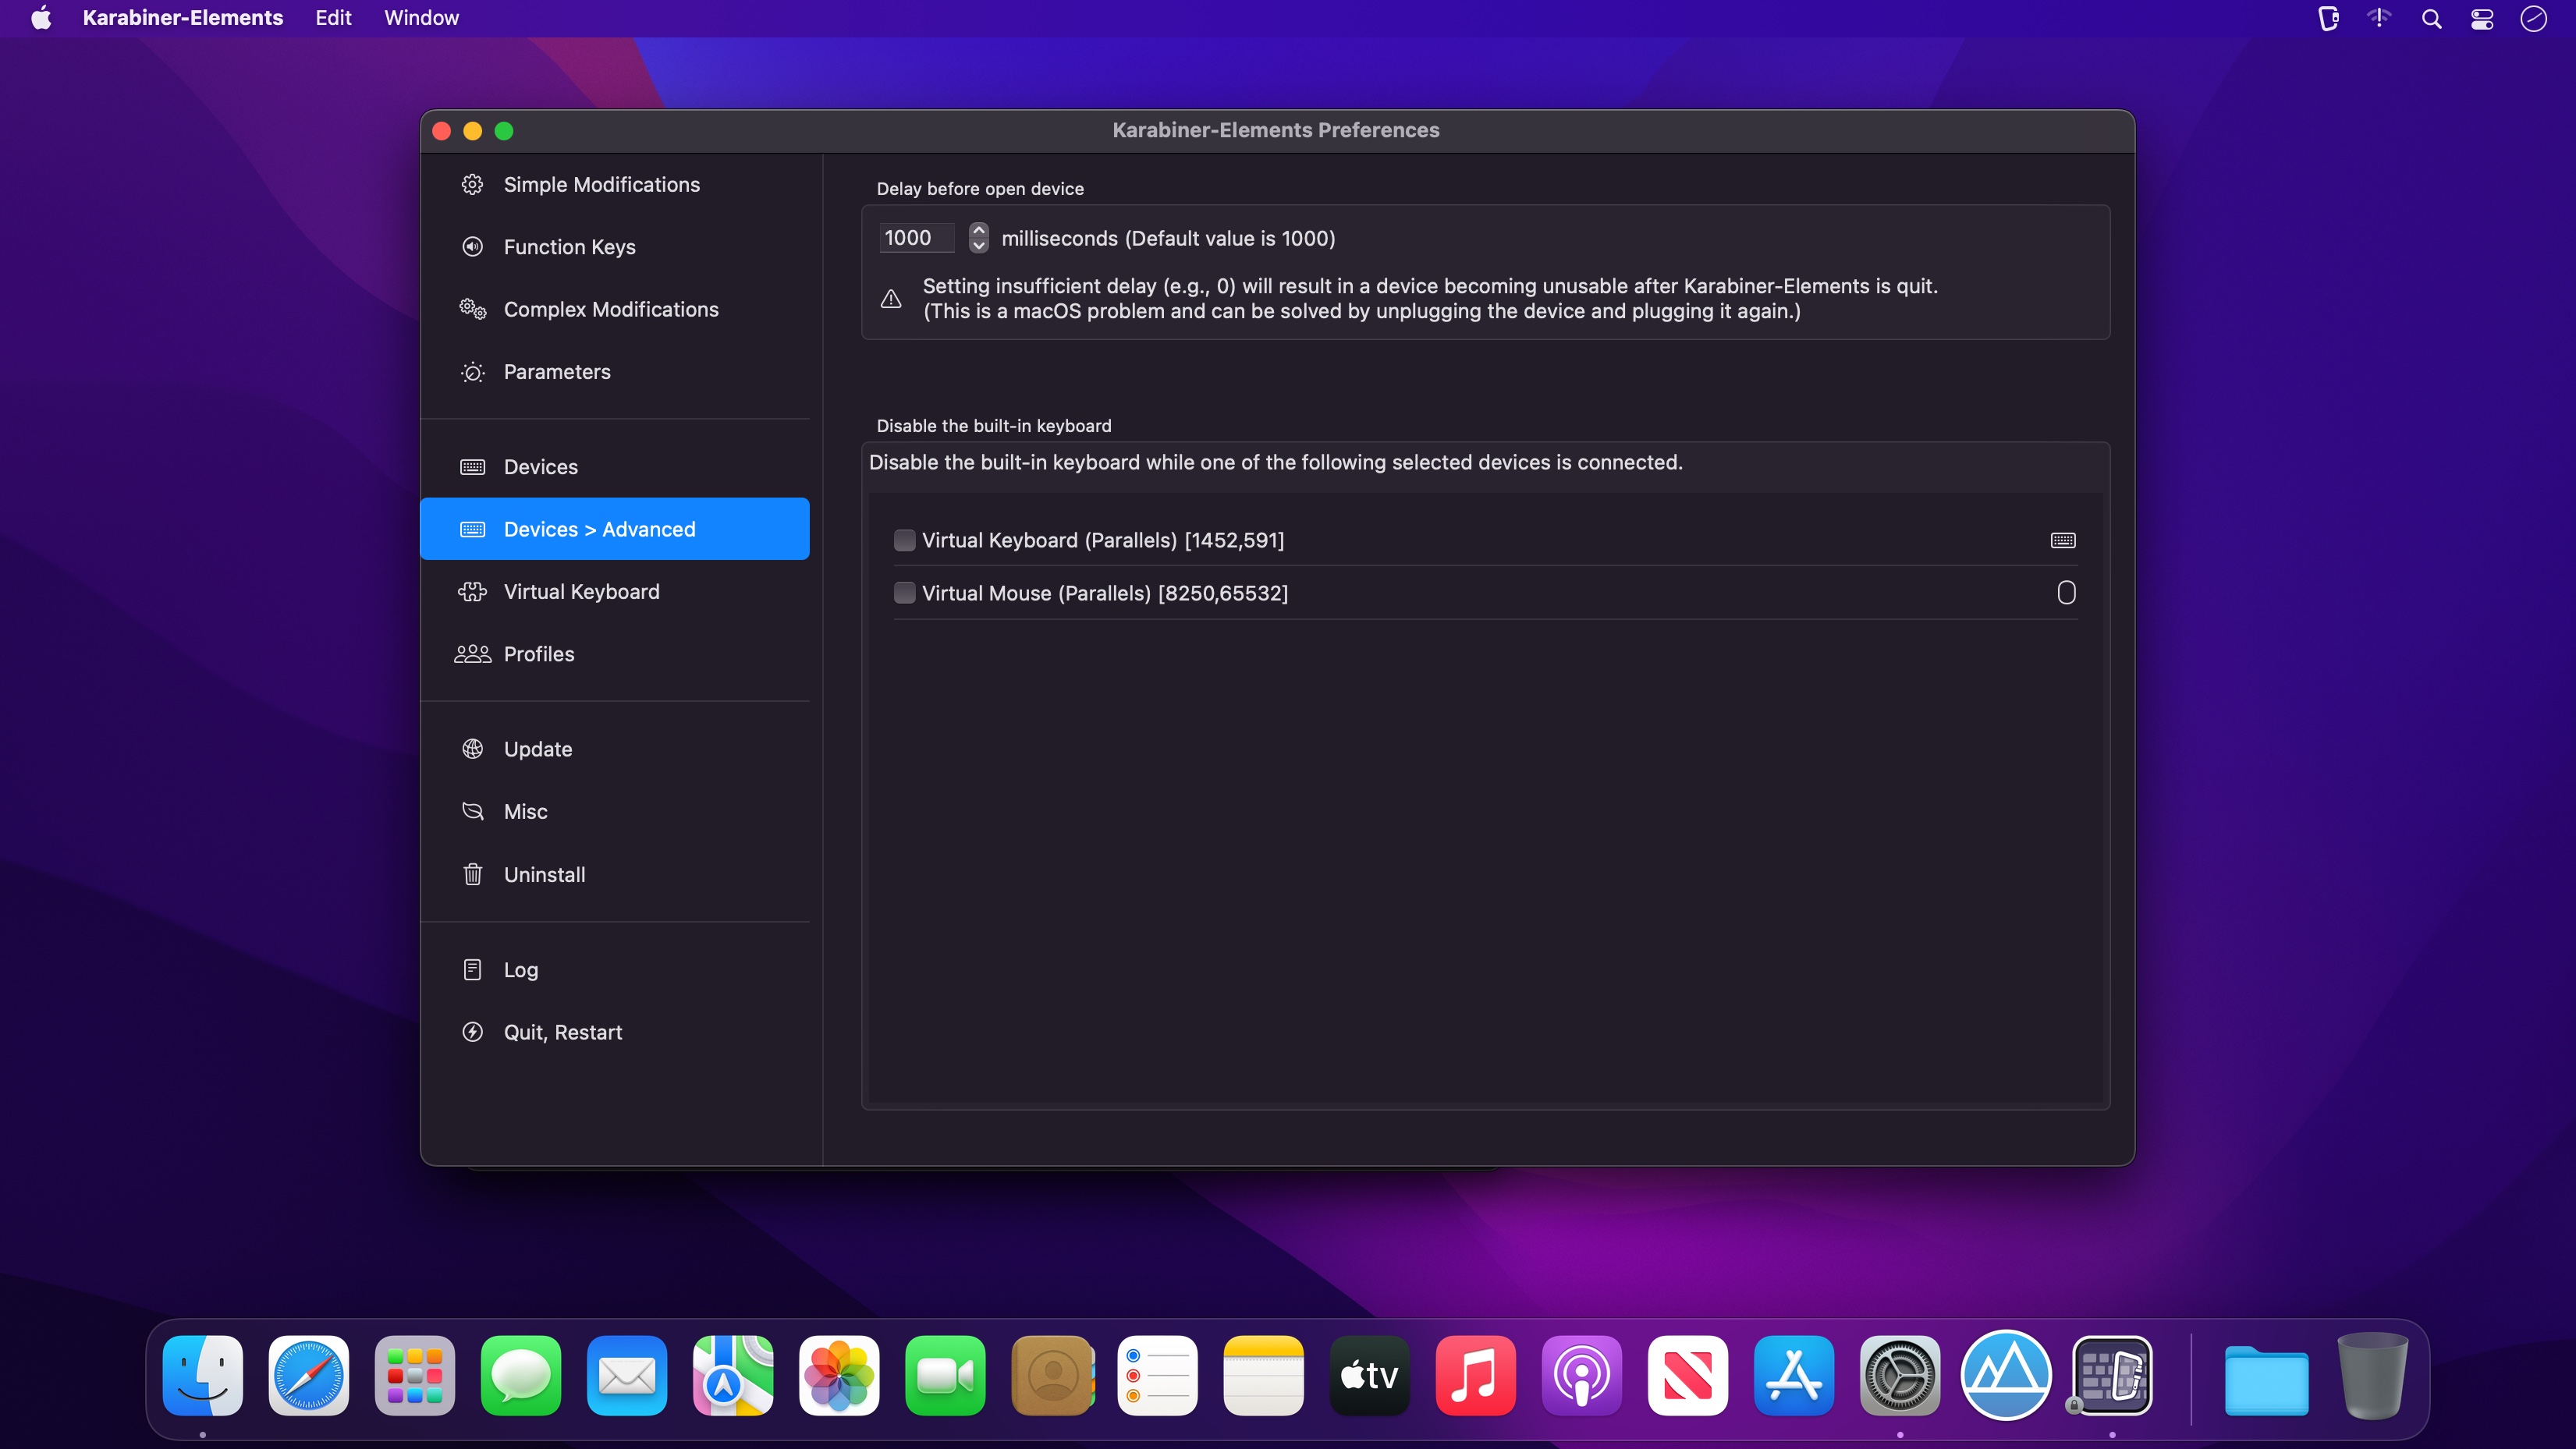 Karabiner-Elements Edit Window
Karabiner-Elements Preferences
Simple Modifications
Function Keys
Complex Modifications
Parameters
Devices
Devices > Advanced
Virtual Keyboard
Profiles
Update
Misc
Uninstall
Log
Quit, Restart
Delay before open device
1000 milliseconds (Default value is 1000)
Setting insufficient delay (e.g., 0) will result in a device becoming unusable after Karabiner-Elements is quit.
(This is a macOS problem and can be solved by unplugging the device and plugging it again.)
Disable the built-in keyboard
Disable the built-in keyboard while one of the following selected devices is connected.
Virtual Keyboard (Parallels) [1452,591]
Virtual Mouse (Parallels) [8250,65532]
tv